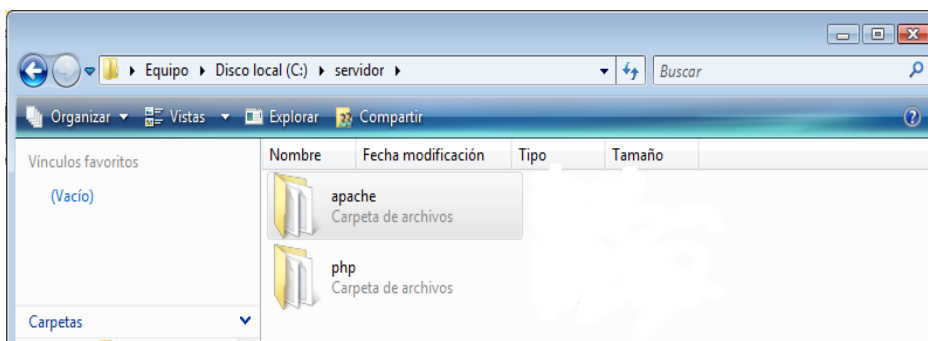 Equipo Disco local (C:) servidor Buscar
Organizar Vistas Explorar Compartir
Vínculos favoritos
(Vacío)
Carpetas
Nombre Fecha modificación Tipo Tamaño
apache
Carpeta de archivos
php
Carpeta de archivos